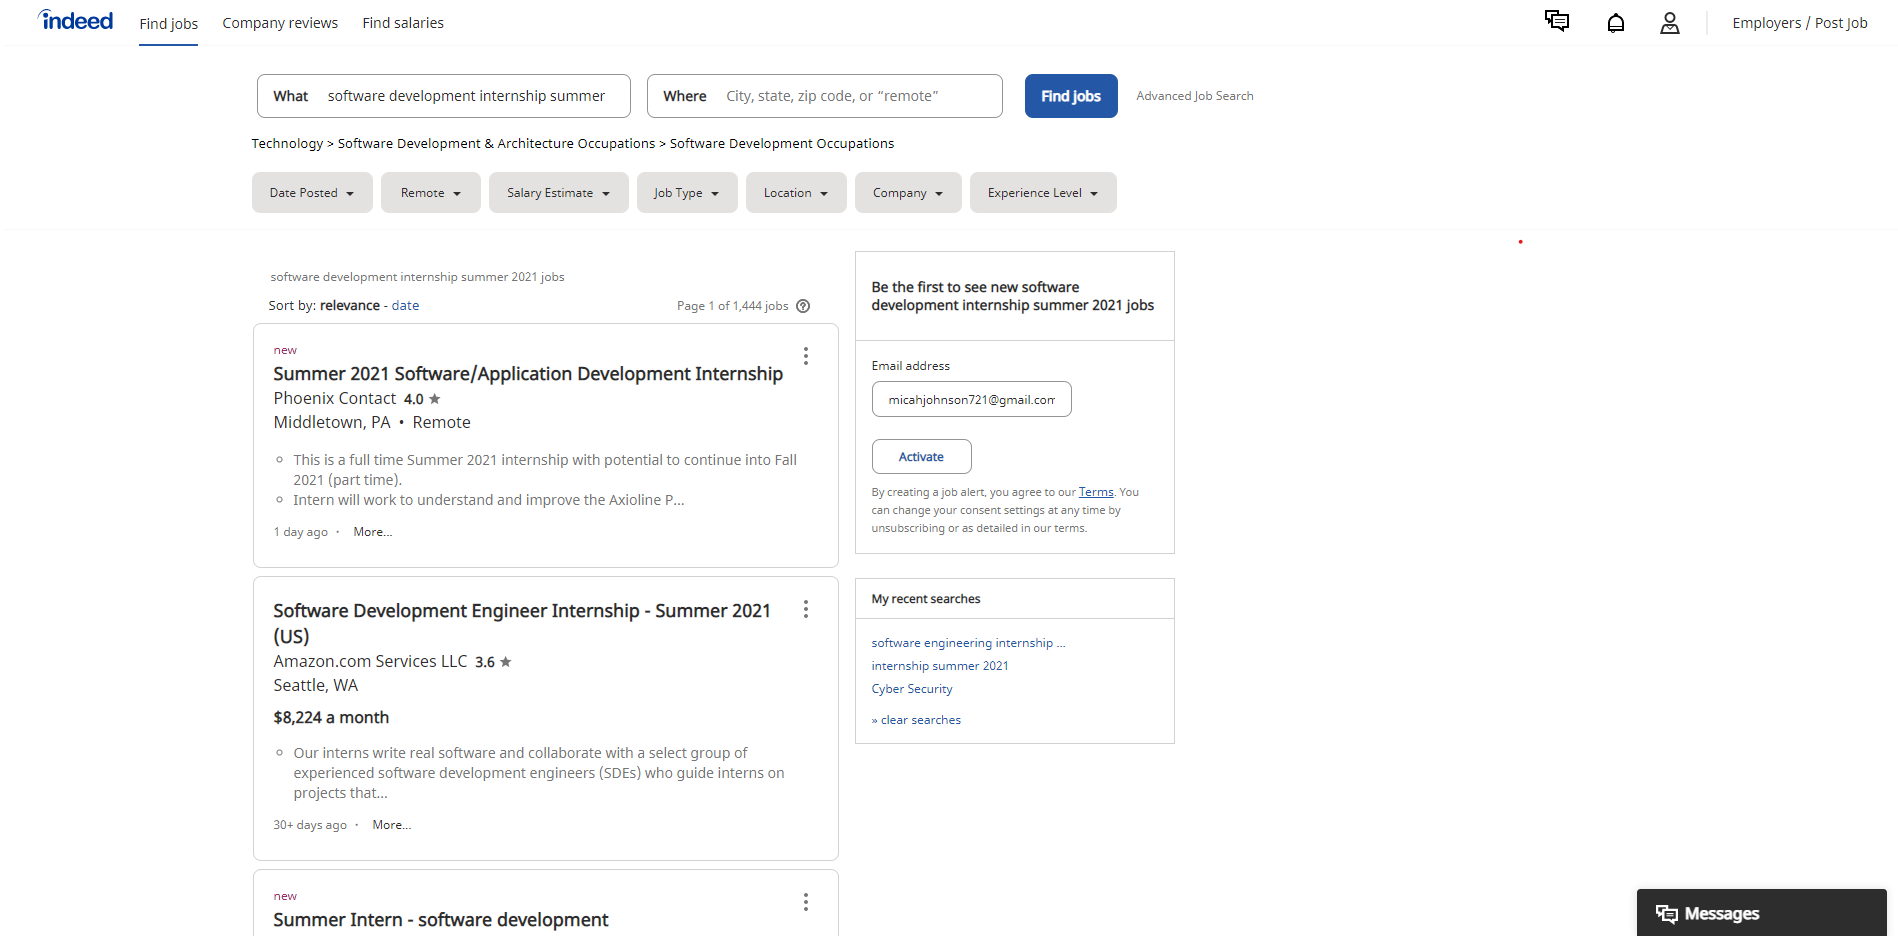 indeed
Find jobs
Company reviews
Find salaries
Employers / Post Job
What software development internship summer
Where City, state, zip code, or “remote”
Find jobs
Advanced Job Search
Technology > Software Development & Architecture Occupations > Software Development Occupations
Date Posted
Remote
Salary Estimate
Job Type
Location
Company
Experience Level
software development internship summer 2021 jobs
Sort by: relevance - date
Page 1 of 1,444 jobs
new
Summer 2021 Software/Application Development Internship
Phoenix Contact 4.0
Middletown, PA • Remote
This is a full time Summer 2021 internship with potential to continue into Fall
2021 (part time).
Intern will work to understand and improve the Axioline P...
1 day ago · More...
Software Development Engineer Internship - Summer 2021
(US)
Amazon.com Services LLC 3.6
Seattle, WA
$8,224 a month
Our interns write real software and collaborate with a select group of
experienced software development engineers (SDEs) who guide interns on
projects that...
30+ days ago · More...
new
Summer Intern - software development
Be the first to see new software
development internship summer 2021 jobs
Email address
micahjohnson721@gmail.com
Activate
By creating a job alert, you agree to our Terms. You
can change your consent settings at any time by
unsubscribing or as detailed in our terms.
My recent searches
software engineering internship ...
internship summer 2021
Cyber Security
» clear searches
Messages